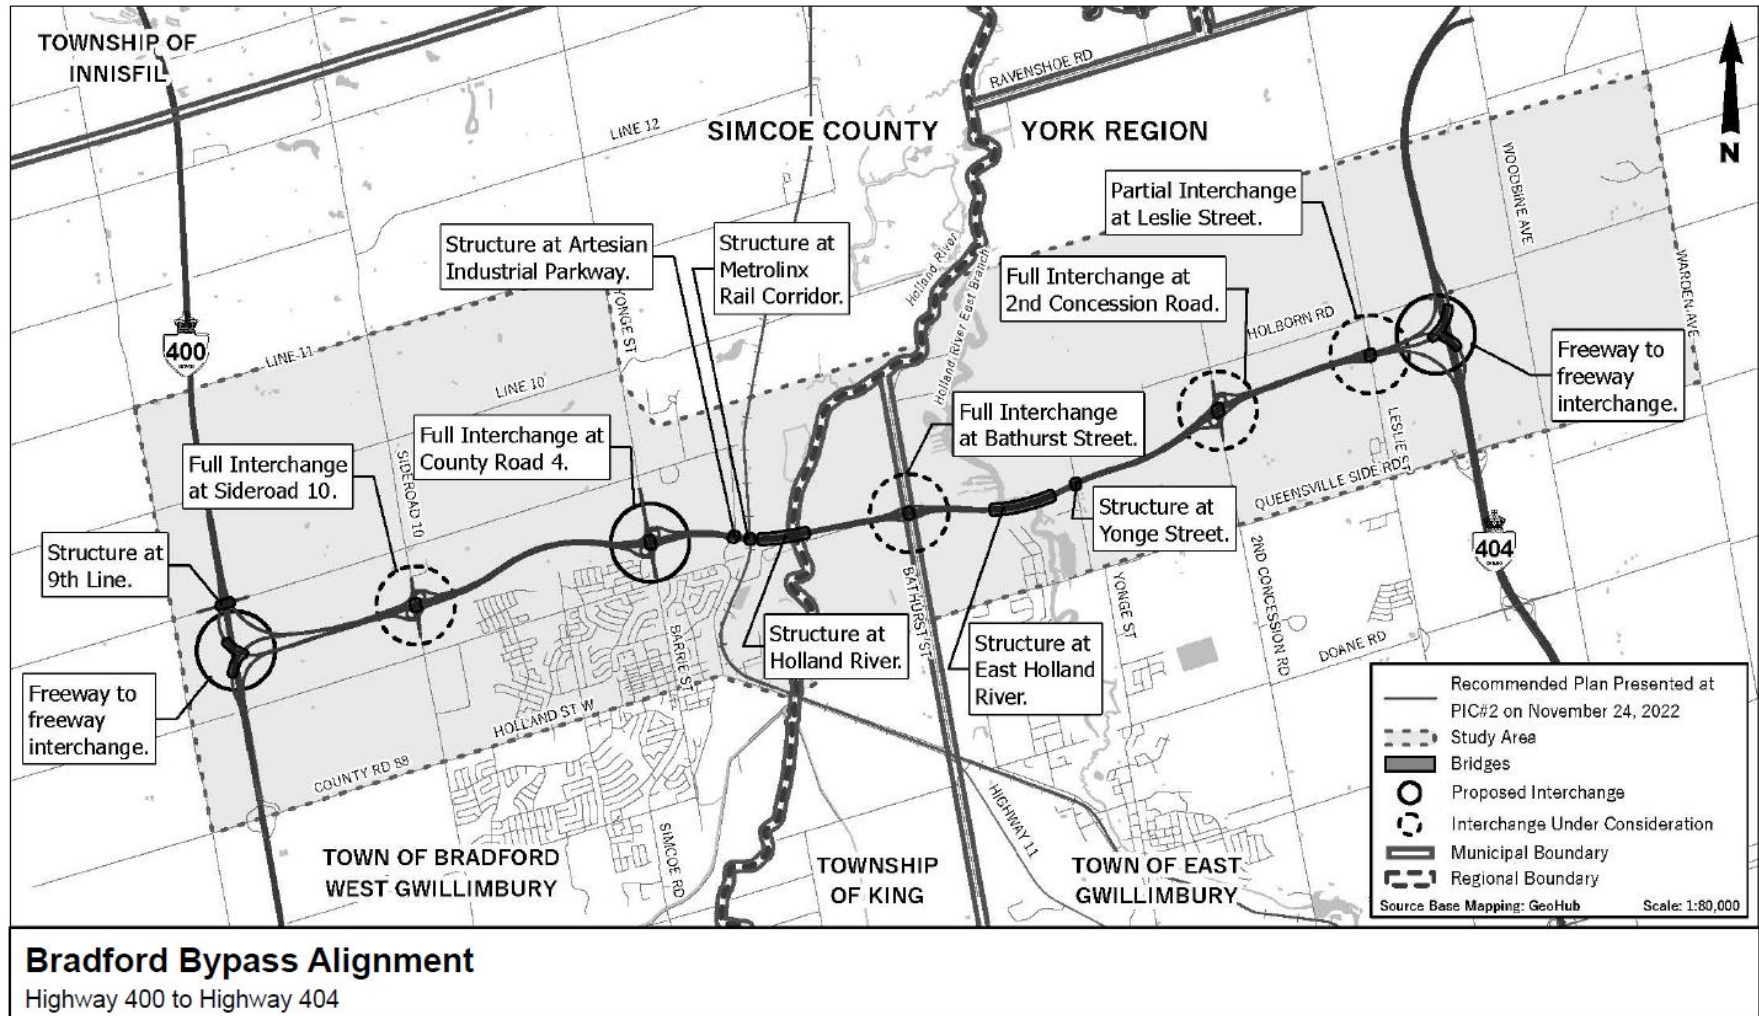 TOWNSHIP OF
INNISFIL
RAVENSHOE RD
LINE 12
SIMCOE COUNTY
YORK REGION
N
WOODBINE AVE
Partial Interchange
at Leslie Street.
Structure at Artesian
Industrial Parkway.
Structure at
Metrolinx
Rail Corridor.
Holland River
Holland River East Branch
Full Interchange at
2nd Concession Road.
WARDEN AVE
YONGE ST
HOLBORN RD
400
LINE 11
LINE 10
Freeway to
freeway
interchange.
Full Interchange at
County Road 4.
Full Interchange
at Bathurst Street.
LESLIE ST
Full Interchange
at Sideroad 10.
SIDEROAD 10
QUEENSVILLE SIDE RD
Structure at
Yonge Street.
Structure at
9th Line.
404
2ND CONCESSION RD
BATHURST ST
YONGE ST
BARRIE ST
Structure at
Holland River.
Structure at
East Holland
River.
DOANE RD
Freeway to
freeway
interchange.
HOLLAND ST W
COUNTY RD 88
HIGHWAY 11
SIMCOE RD
TOWN OF BRADFORD
WEST GWILLIMBURY
TOWNSHIP
OF KING
TOWN OF EAST
GWILLIMBURY
Recommended Plan Presented at
PIC#2 on November 24, 2022
Study Area
Bridges
Proposed Interchange
Interchange Under Consideration
Municipal Boundary
Regional Boundary
Source Base Mapping: GeoHub
Scale: 1:80,000
Bradford Bypass Alignment
Highway 400 to Highway 404